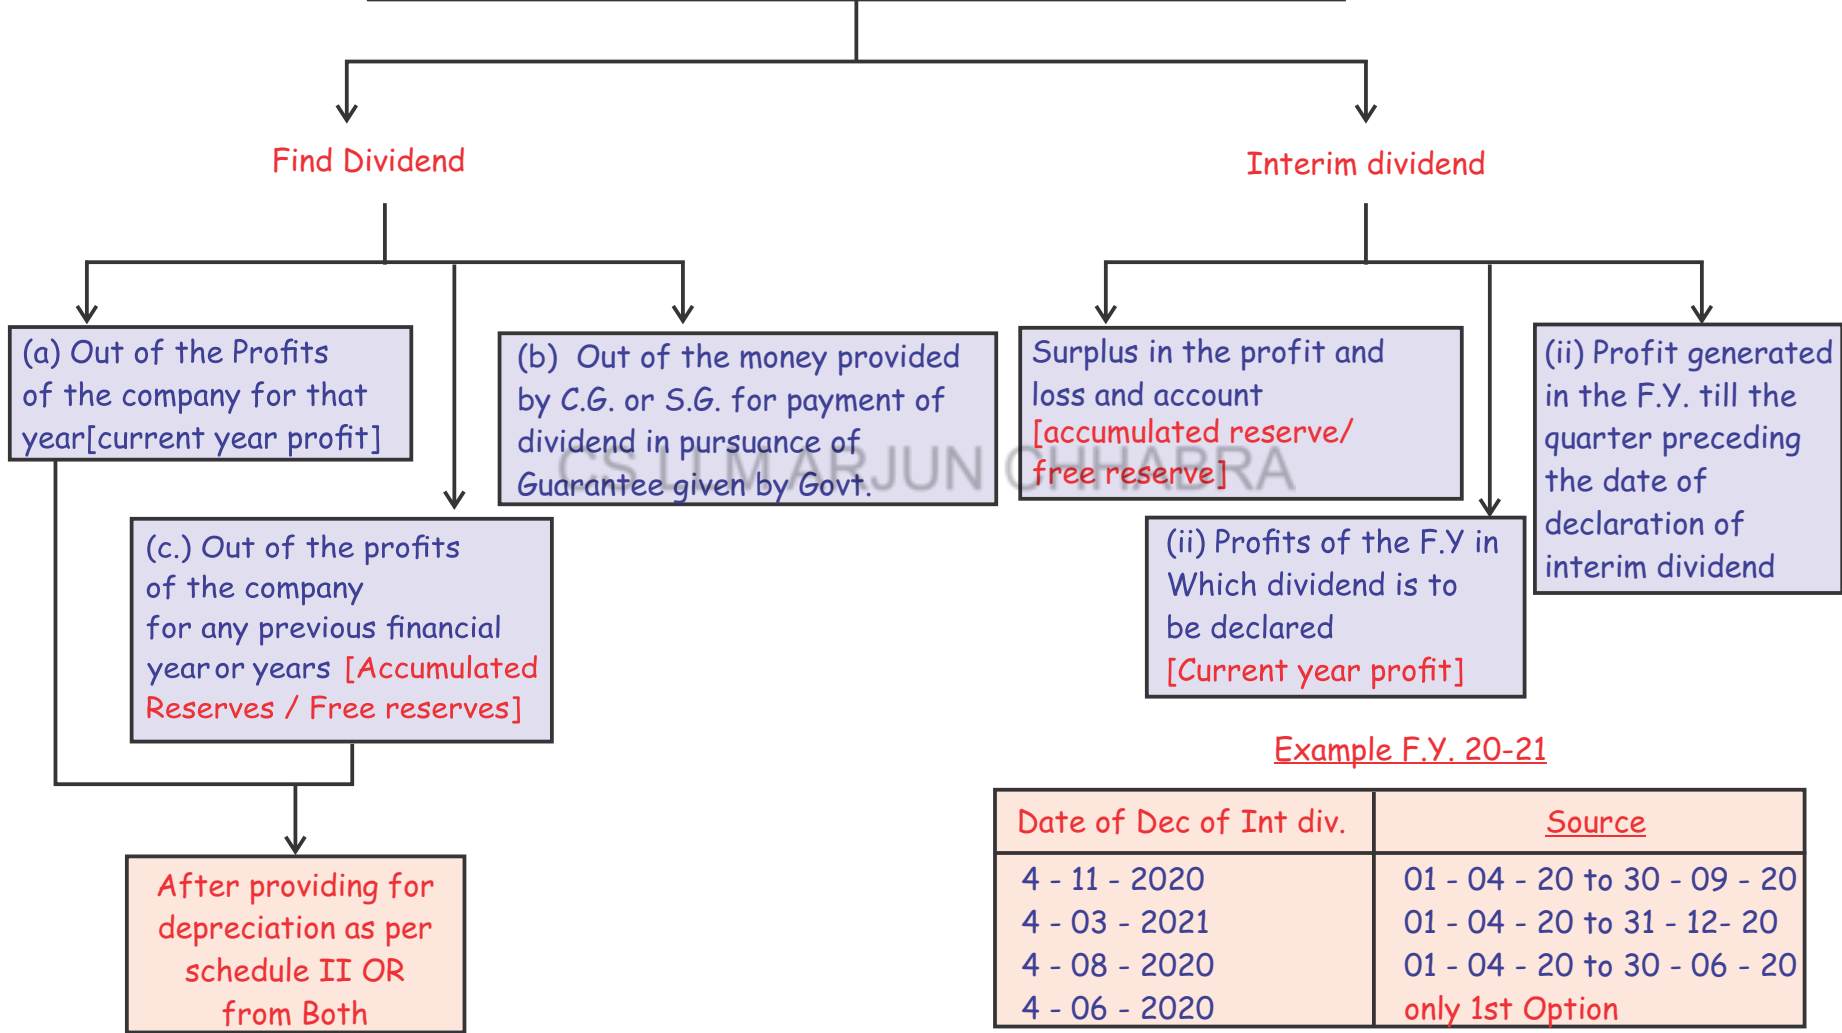 Find Dividend
Interim dividend
(a) Out of the Profits
of the company for that
year[current year profit]
(b) Out of the money provided
by C.G. or S.G. for payment of
dividend in pursuance of
Guarantee given by Govt.
(c.) Out of the profits
of the company
for any previous financial
year or years [Accumulated
Reserves / Free reserves]
After providing for
depreciation as per
schedule II OR
from Both
Surplus in the profit and
loss and account
[accumulated reserve/
free reserve]
(ii) Profits of the F.Y in
Which dividend is to
be declared
[Current year profit]
(ii) Profit generated
in the F.Y. till the
quarter preceding
the date of
declaration of
interim dividend
CS LLM ARJUN CHHABRA
Example F.Y. 20-21
Date of Dec of Int div. Source
4 - 11 - 2020 01 - 04 - 20 to 30 - 09 - 20
4 - 03 - 2021 01 - 04 - 20 to 31 - 12- 20
4 - 08 - 2020 01 - 04 - 20 to 30 - 06 - 20
4 - 06 - 2020 only 1st Option